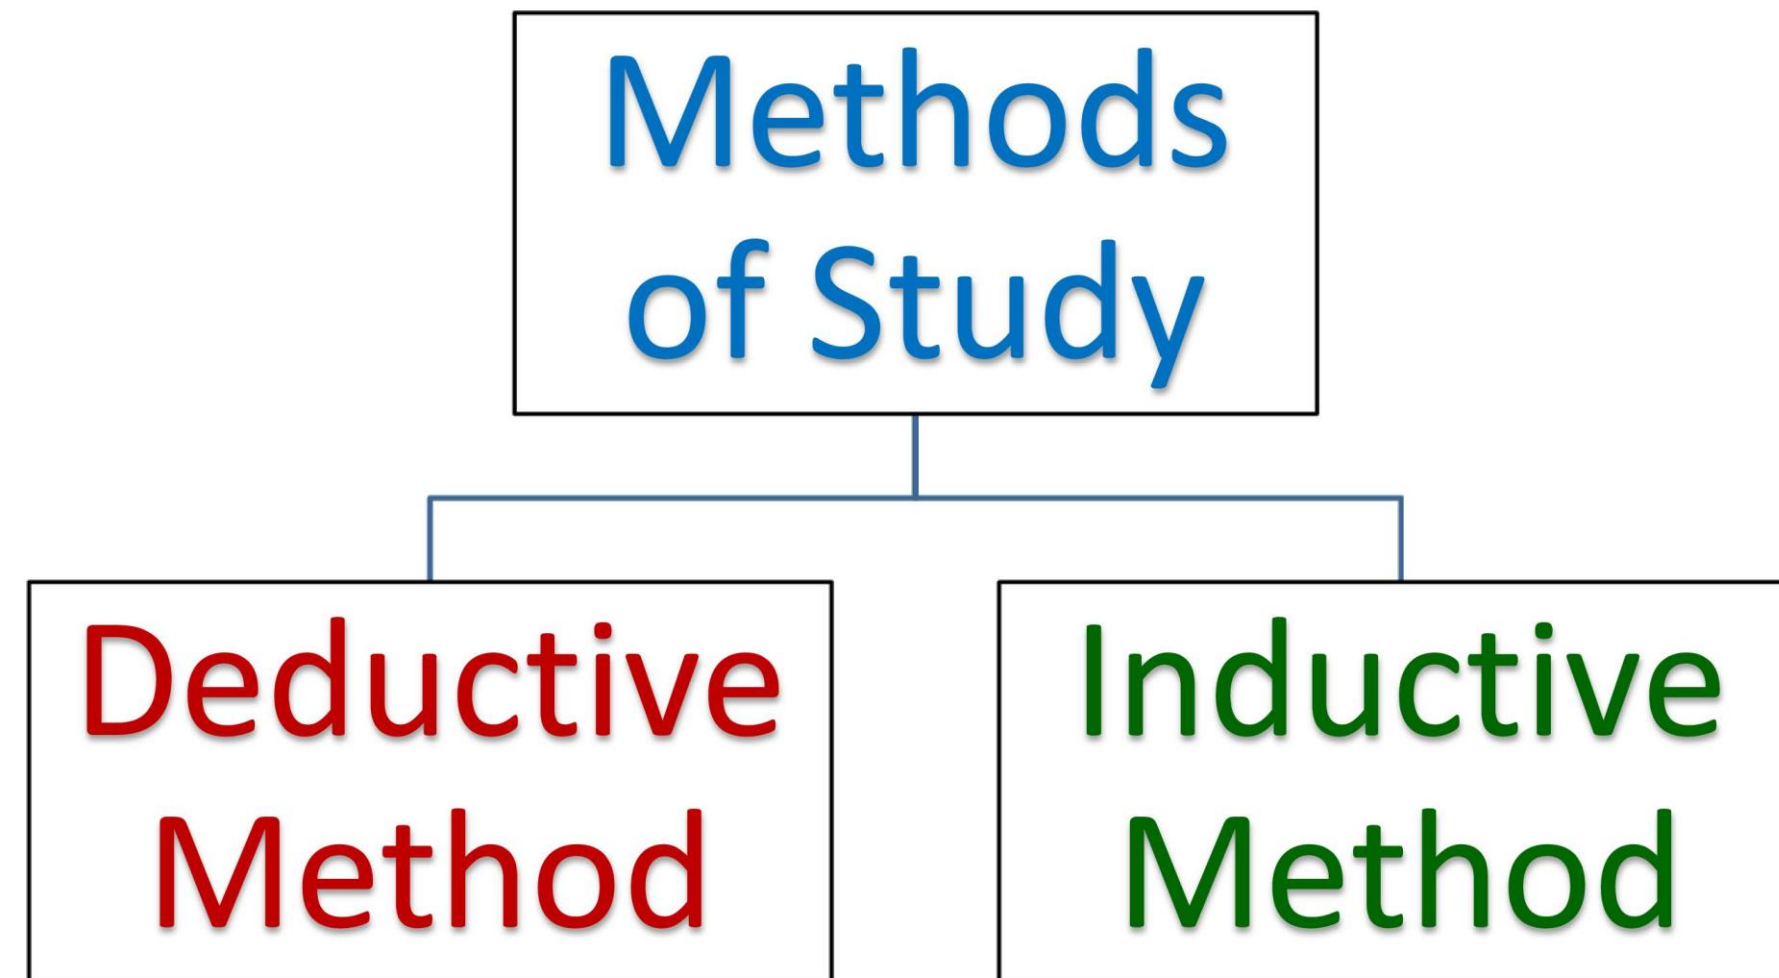 Methods
of Study
Deductive
Method
Inductive
Method